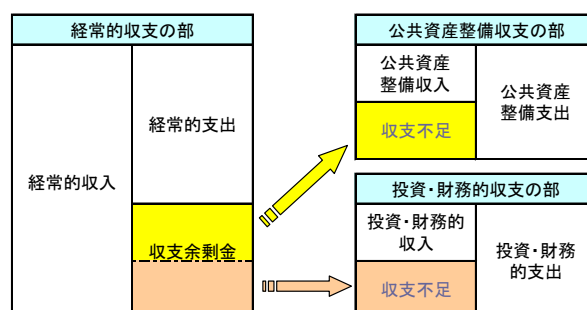 経常的収支の部
経常的収入
経常的支出
収支余剰金
公共資産整備収支の部
公共資産
整備収入
収支不足
公共資産
整備支出
投資・財務的収支の部
投資・財務的
収入
収支不足
投資・財務
的支出